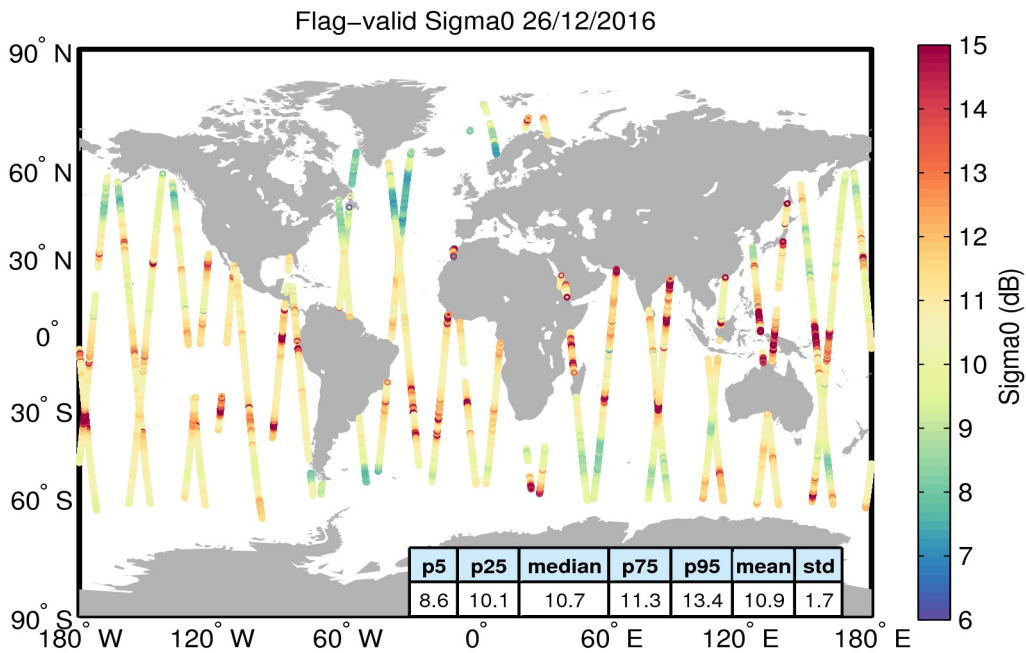 Flag−valid Sigma0 26/12/2016
90° N
60° N
30° N
0°
30° S
60° S
90° S
180° W
120° W
60° W
0°
60° E
120° E
180° E
15
14
13
12
11
10
9
8
7
6
Sigma0 (dB)
p5 p25 median p75 p95 mean std
8.6 10.1 10.7 11.3 13.4 10.9 1.7